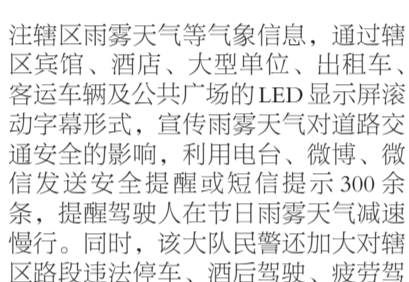 注辖区雨雾天气等气象信息，通过辖
区宾馆、酒店、大型单位、出租车、
客运车辆及公共广场的LED显示屏滚
动字幕形式，宣传雨雾天气对道路交
通安全的影响，利用电台、微博、微
信发送安全提醒或短信提示300余
条，提醒驾驶人在节日雨雾天气减速
慢行。同时，该大队民警还加大对辖
区路段违法停车、酒后驾驶、疲劳驾